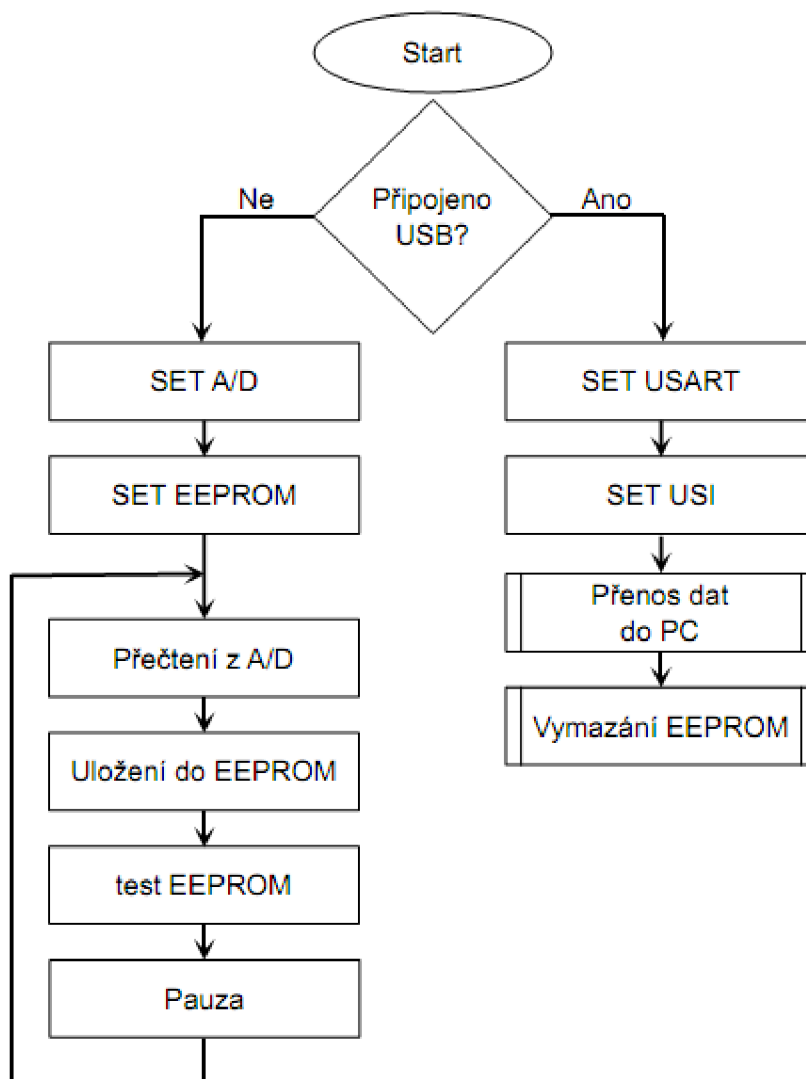 Start
Připojeno
USB?
Ne
Ano
SET A/D
SET EEPROM
Přečtení z A/D
Uložení do EEPROM
test EEPROM
Pauza
SET USART
SET USI
Přenos dat
do PC
Vymazání EEPROM